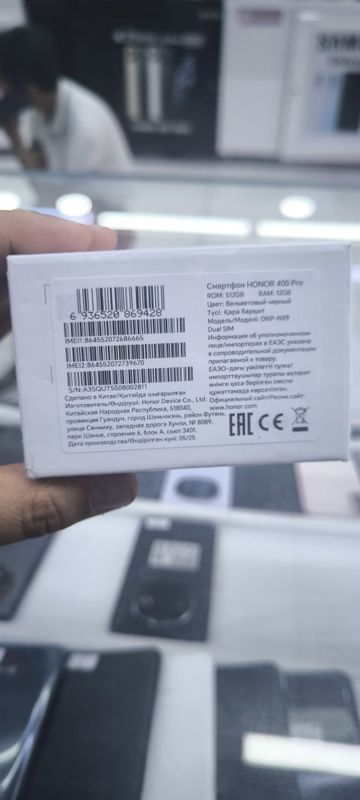 6 936520 869428
IMEI1:864552072686665
IMEI2:864552072739670
S/N:A3SQUT5508002811
Сделано в Китае/Қытайда шығарылған
Изготовитель/Өндіруші: Honor Device Co., Ltd.
Китайская Народная Республика, 518040,
провинция Гуандун, город Шэньчжэнь, район Футянь,
улица Сянмиху, западная дорога Хунли, № 8089,
парк Шэнье, строение 6, блок А, сьют 3401.
Дата производства/Өндірілген күні: 05/25
Смартфон HONOR 400 Pro
ROM: 512GB RAM: 12GB
Цвет: Вельветовый черный
Түсі: Қара барқыт
Модель/Моделі: DNP-NX9
Dual SIM
Информация об уполномоченном
лице/импортерах в ЕАЭС указана
в сопроводительной документации
прилагаемой к товару.
ЕАЭО-дағы уәкілетті тұлға/
импорттаушылар туралы ақпарат
өнімге қоса берілген ілеспе
құжаттамада көрсетілген
Официальный сайт/Ресми сайт:
www.honor.com
EAC CE